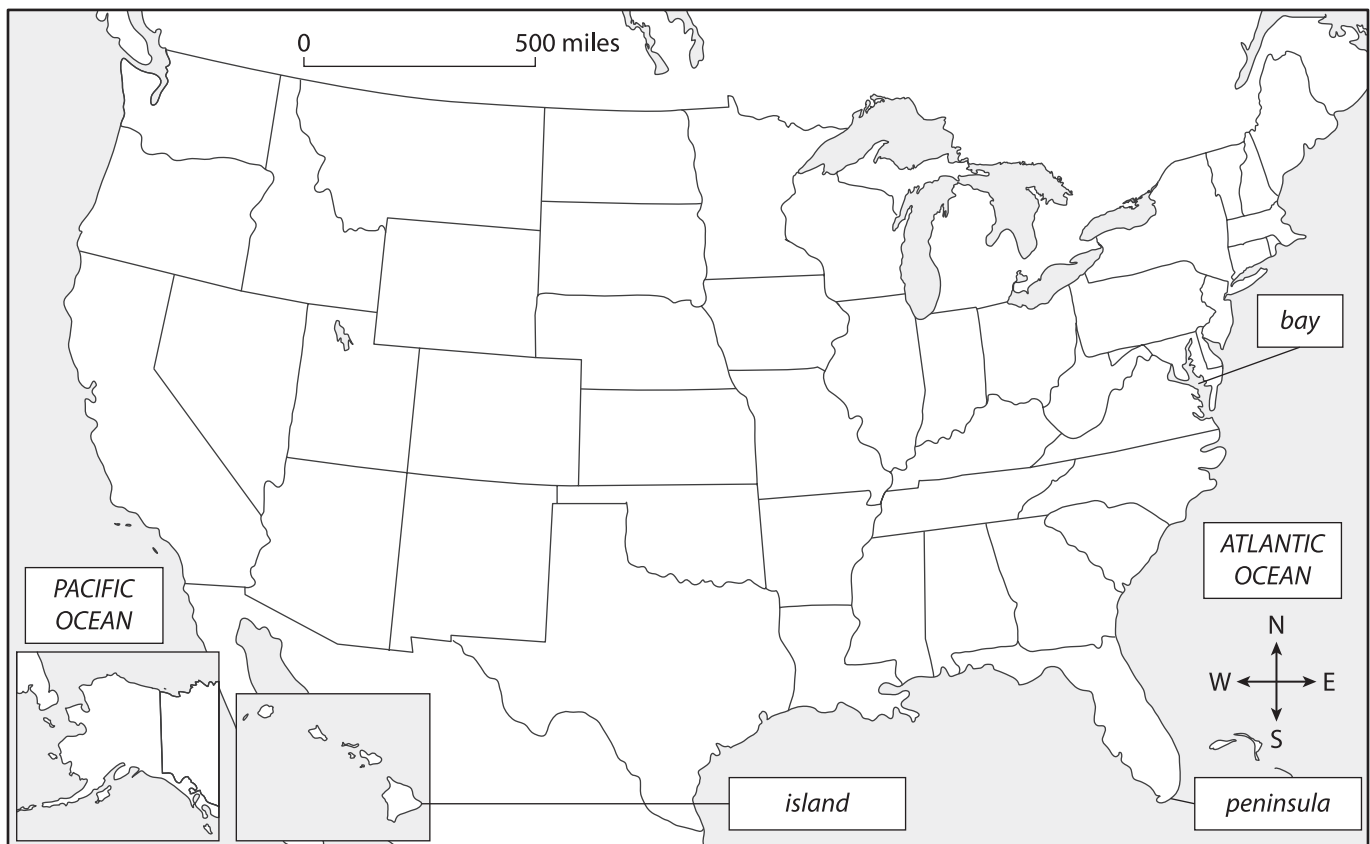 0 500 miles
bay
ATLANTIC
OCEAN
PACIFIC
OCEAN
N
W E
S
island
peninsula